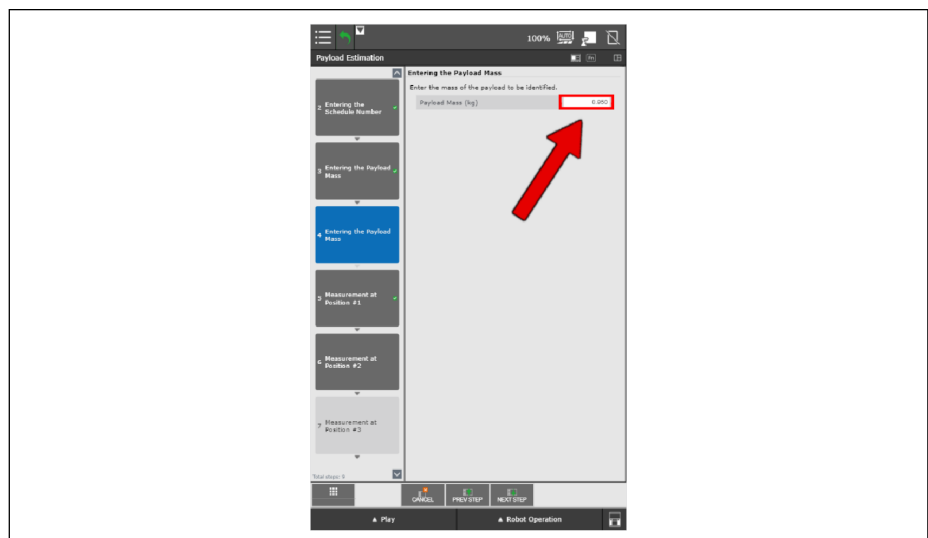 100%
AUTO
Payload Estimation
Entering the Payload Mass
Enter the mass of the payload to be identified.
Payload Mass (kg)
2 Entering the
Schedule Number
3 Entering the Payload
Mass
4 Entering the Payload
Mass
5 Measurement at
Position #1
6 Measurement at
Position #2
7 Measurement at
Position #3
CANCEL
PREV STEP
NEXT STEP
▲ Play
▲ Robot Operation